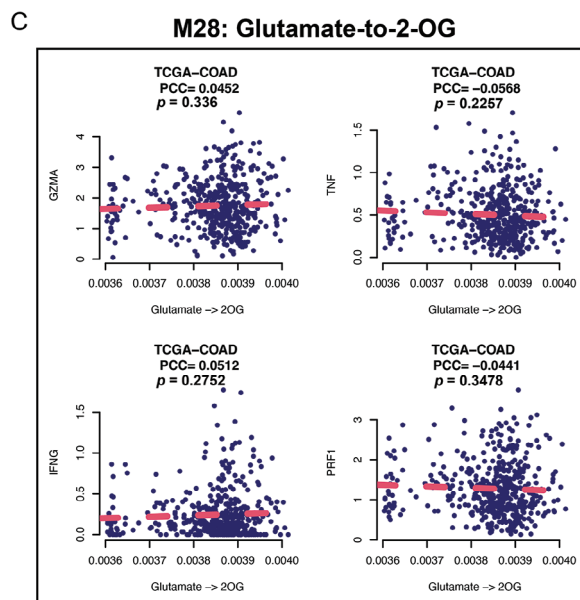 C
M28: Glutamate-to-2-OG
TCGA−COAD
PCC= 0.0452
p = 0.336
GZMA
4
3
2
1
0
0.0036 0.0037 0.0038 0.0039 0.0040
Glutamate −> 2OG
TCGA−COAD
PCC= −0.0568
p = 0.2257
TNF
1.5
1.0
0.5
0.0
0.0036 0.0037 0.0038 0.0039 0.0040
Glutamate −> 2OG
TCGA−COAD
PCC= 0.0512
p = 0.2752
IFNG
1.5
1.0
0.5
0.0
0.0036 0.0037 0.0038 0.0039 0.0040
Glutamate −> 2OG
TCGA−COAD
PCC= −0.0441
p = 0.3478
PRF1
3
2
1
0
0.0036 0.0037 0.0038 0.0039 0.0040
Glutamate −> 2OG